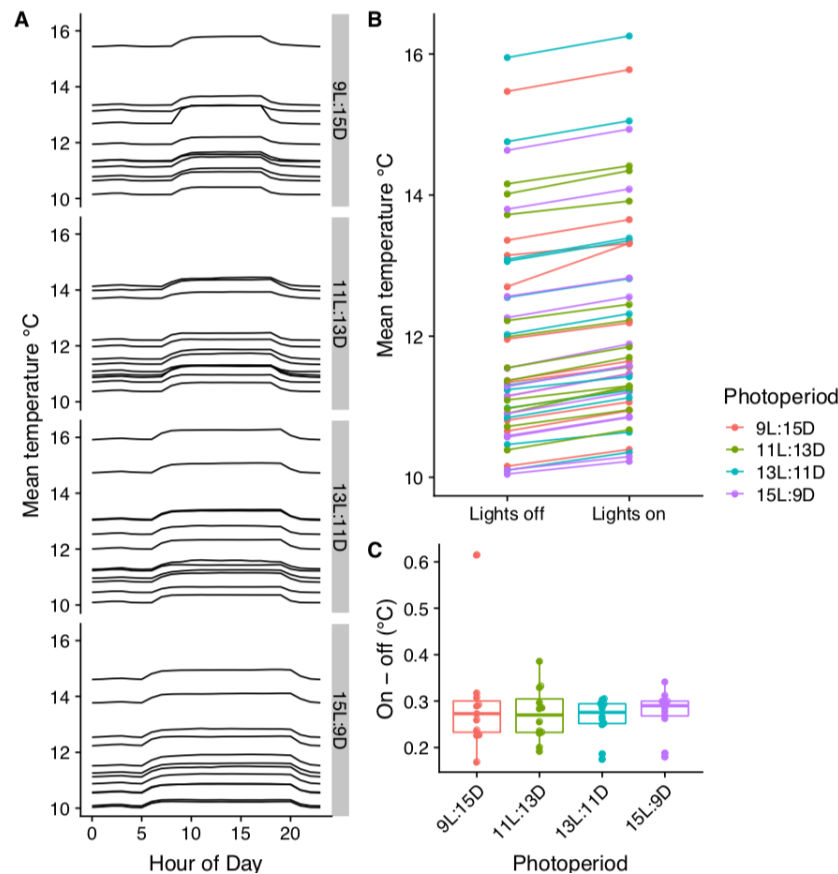 A
Mean temperature °C
16
14
12
10
9L:15D
16
14
12
10
11L:13D
16
14
12
10
13L:11D
16
14
12
10
15L:9D
0
5
10
15
20
Hour of Day
B
Mean temperature °C
16
14
12
10
Lights off
Lights on
Photoperiod
9L:15D
11L:13D
13L:11D
15L:9D
C
On – off (°C)
0.6
0.5
0.4
0.3
0.2
9L:15D
11L:13D
13L:11D
15L:9D
Photoperiod